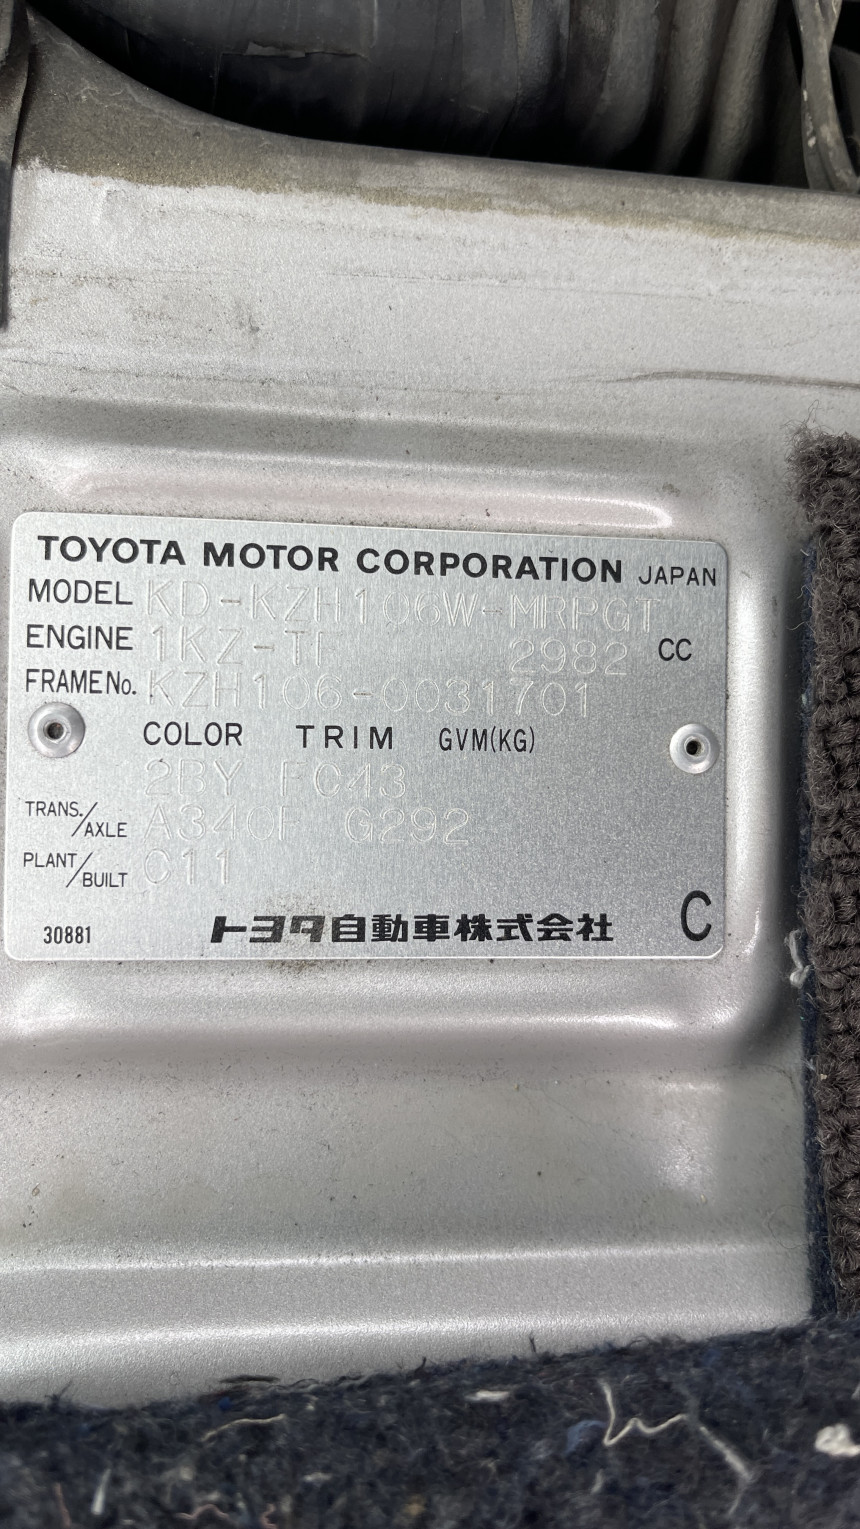 TOYOTA MOTOR CORPORATION JAPAN
MODEL KD-KZH106W-MRPGT
ENGINE 1KZ-TE 2982 CC
FRAME No. KZH106-0031701
COLOR TRIM GVM(KG)
2BY FC43
TRANS./AXLE A340F G292
PLANT/BUILT C11
30881 トヨタ自動車株式会社 C